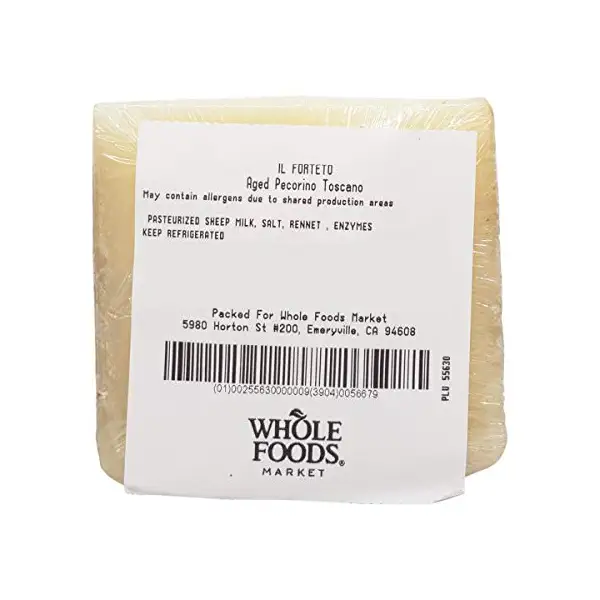 IL FORTETO
Aged Pecorino Toscano
May contain allergens due to shared production areas
PASTEURIZED SHEEP MILK, SALT, RENNET , ENZYMES
KEEP REFRIGERATED
Packed For Whole Foods Market
5980 Horton St #200, Emeryville, CA 94608
PLU 55630
(01)00255630000009(3904)0056679
WHOLE
FOODS®
MARKET